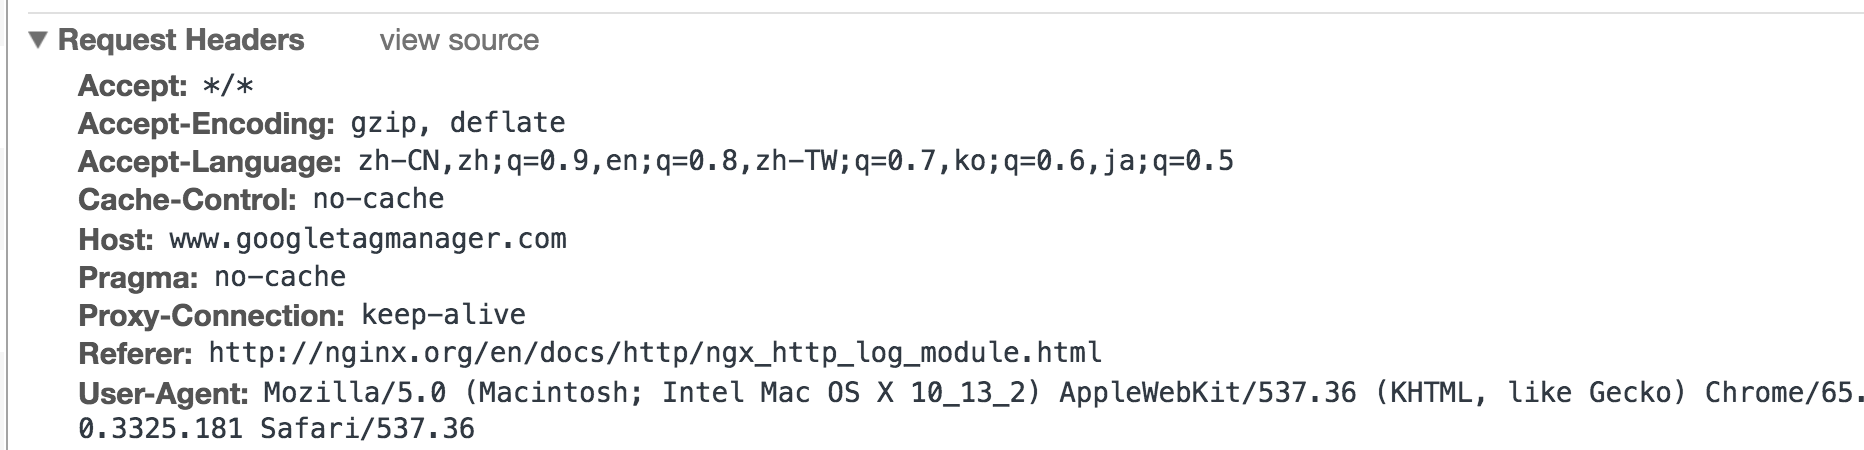 ▼ Request Headers view source
Accept: */*
Accept-Encoding: gzip, deflate
Accept-Language: zh-CN,zh;q=0.9,en;q=0.8,zh-TW;q=0.7,ko;q=0.6,ja;q=0.5
Cache-Control: no-cache
Host: www.googletagmanager.com
Pragma: no-cache
Proxy-Connection: keep-alive
Referer: http://nginx.org/en/docs/http/ngx_http_log_module.html
User-Agent: Mozilla/5.0 (Macintosh; Intel Mac OS X 10_13_2) AppleWebKit/537.36 (KHTML, like Gecko) Chrome/65.
0.3325.181 Safari/537.36